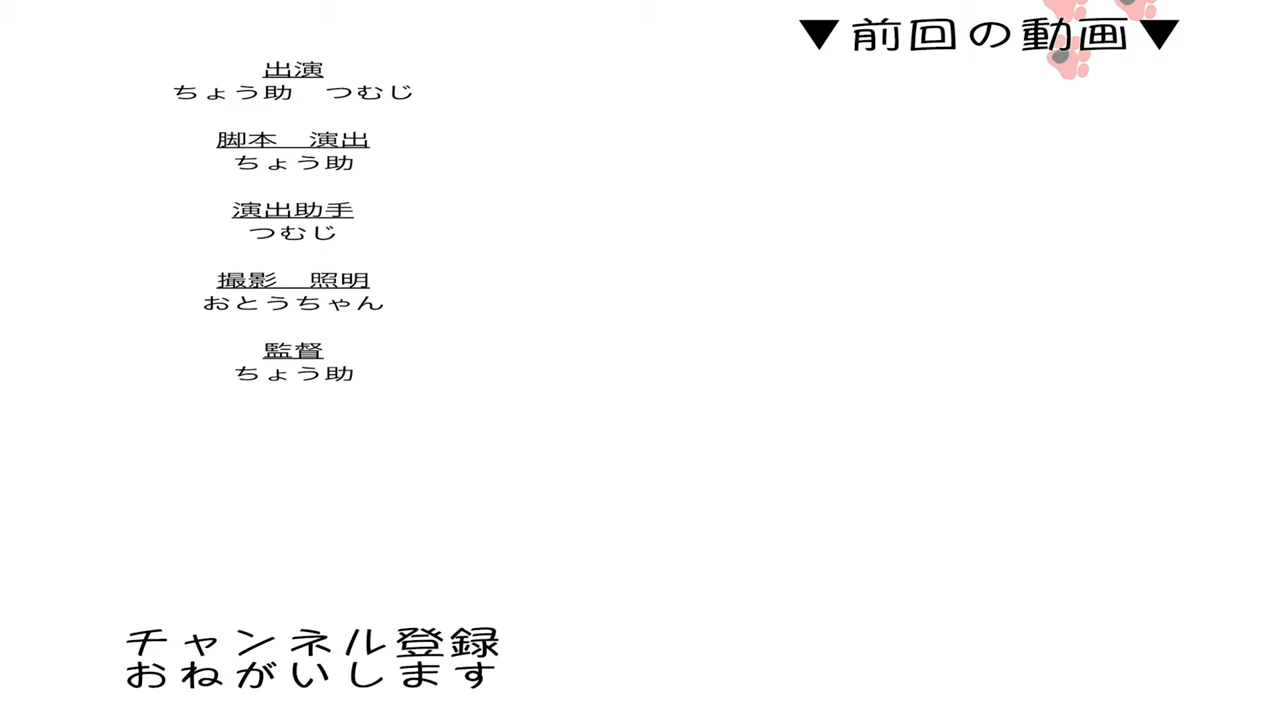 ▼前回の動画▼
出演
ちょう助　つむじ
脚本　演出
ちょう助
演出助手
つむじ
撮影　照明
おとうちゃん
監督
ちょう助
チャンネル登録
おねがいします